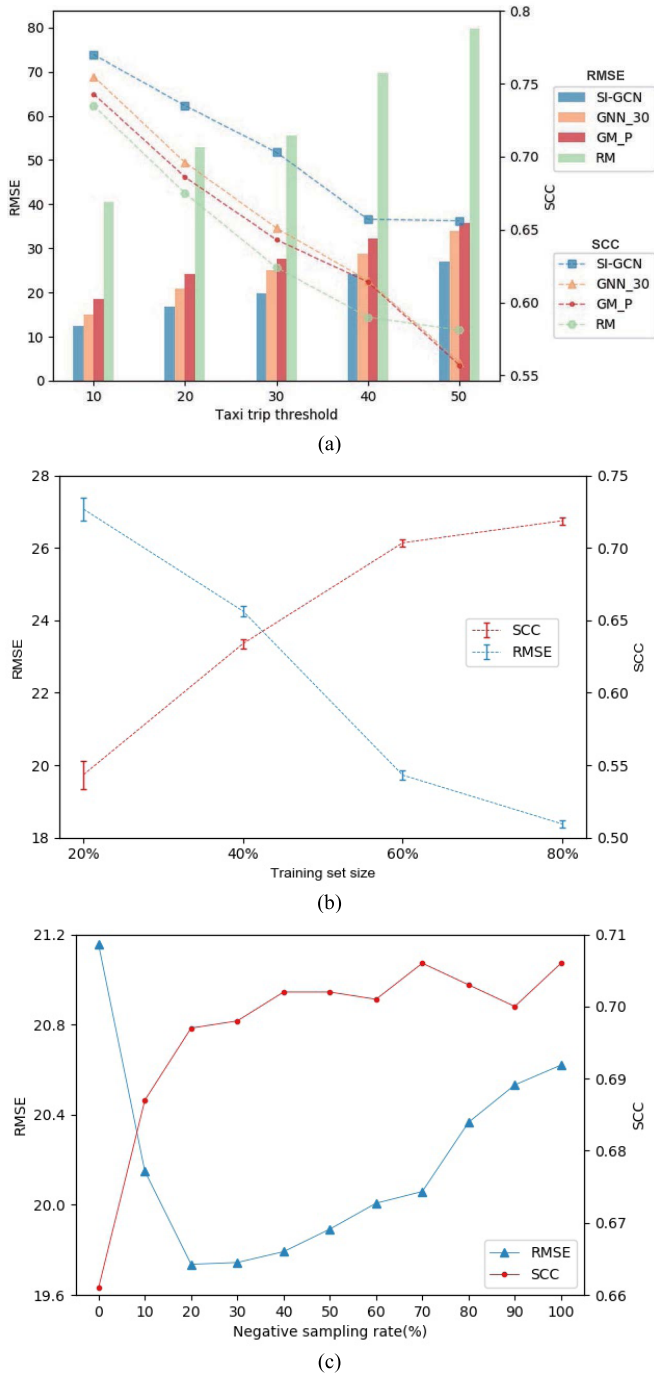 80
70
60
50
40
30
20
10
0
RMSE
0.8
0.75
0.70
0.65
0.60
0.55
SCC
10 20 30 40 50
Taxi trip threshold
RMSE
SI-GCN
GNN_30
GM_P
RM
SCC
SI-GCN
GNN_30
GM_P
RM
(a)
28
26
24
22
20
18
RMSE
0.75
0.70
0.65
0.60
0.55
0.50
SCC
SCC
RMSE
20% 40% 60% 80%
Training set size
(b)
21.2
20.8
20.4
20.0
19.6
RMSE
0.71
0.70
0.69
0.68
0.67
0.66
SCC
RMSE
SCC
0 10 20 30 40 50 60 70 80 90 100
Negative sampling rate(%)
(c)